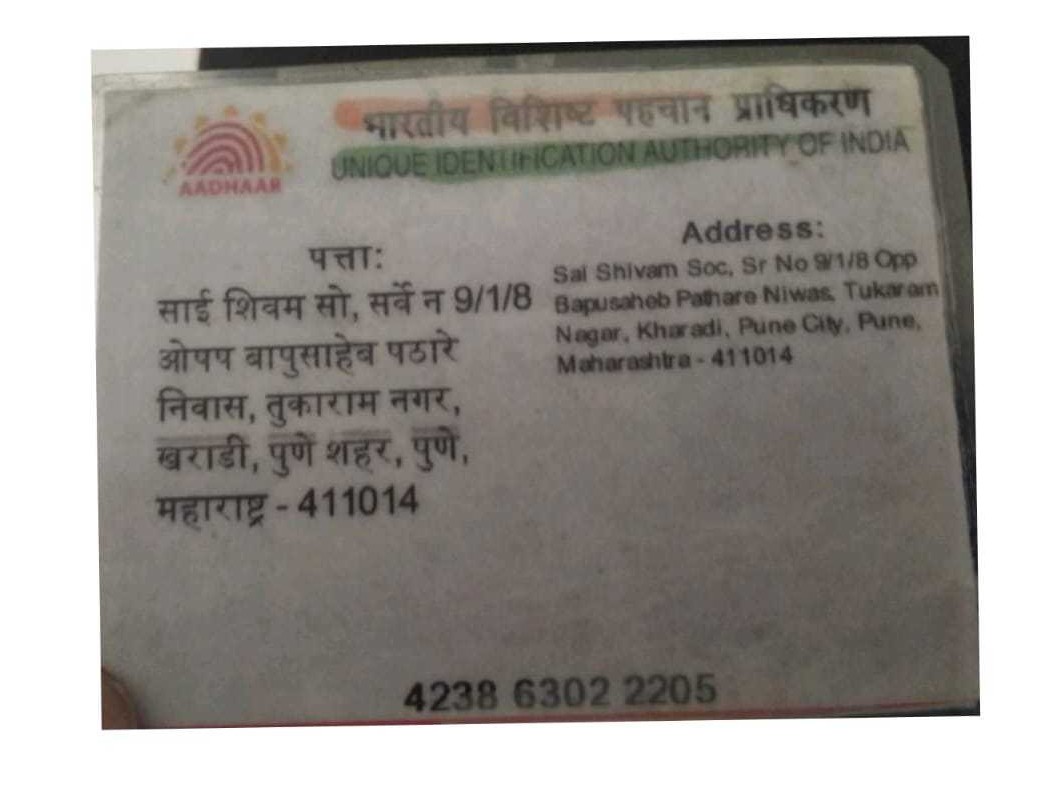 भारतीय विशिष्ट पहचान प्राधिकरण
UNIQUE IDENTIFICATION AUTHORITY OF INDIA
AADHAAR
पत्ता:
साई शिवम सो, सर्वे न 9/1/8
ओपप बापुसाहेब पठारे
निवास, तुकाराम नगर,
खराडी, पुणे शहर, पुणे,
महाराष्ट्र - 411014
Address:
Sai Shivam Soc, Sr No 9/1/8 Opp
Bapusaheb Pathare Niwas, Tukaram
Nagar, Kharadi, Pune City, Pune,
Maharashtra - 411014
4238 6302 2205